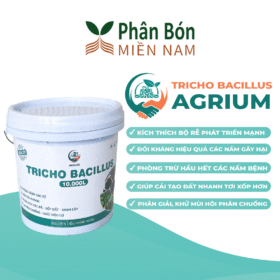 Phân Bón
MIỀN NAM
TRICHO BACILLUS
AGRIUM
KÍCH THÍCH BỘ RỄ PHÁT TRIỂN MẠNH
ĐỐI KHÁNG HIỆU QUẢ CÁC NẤM GÂY HẠI
PHÒNG TRỪ HẦU HẾT CÁC NẤM BỆNH
GIÚP CẢI TẠO ĐẤT NHANH TƠI XỐP HƠN
PHÂN GIẢI, KHỬ MÙI HÔI PHÂN CHUỒNG
TRICHO BACILLUS
10.000L